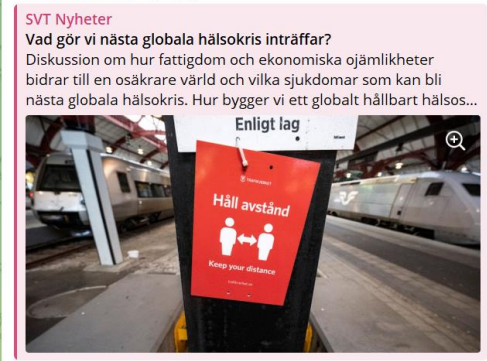 SVT Nyheter
Vad gör vi nästa globala hälsokris inträffar?
Diskussion om hur fattigdom och ekonomiska ojämlikheter
bidrar till en osäkrare värld och vilka sjukdomar som kan bli
nästa globala hälsokris. Hur bygger vi ett globalt hållbart hälsos...
Enligt lag
TRAFIKVERKET
Håll avstånd
Keep your distance